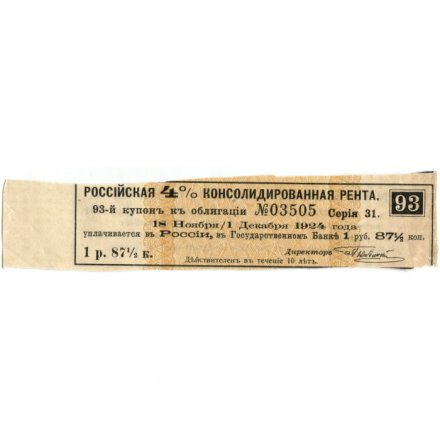 РОССІЙСКАЯ 4% КОНСОЛИДИРОВАННАЯ РЕНТА.
93-й купонъ къ облигаціи №03505 Серія 31.
93
18 Ноября/1 Декабря 1924 года
уплачивается въ Россіи, въ Государственномъ Банкѣ 1 руб. 87½ коп.
1 р. 87½ к.
Директоръ
Дѣйствителенъ въ теченіе 10 лѣтъ.